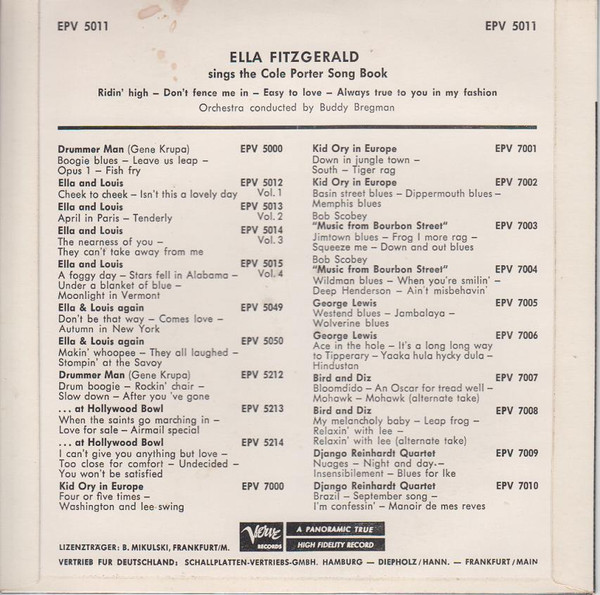 EPV 5011
EPV 5011
ELLA FITZGERALD
sings the Cole Porter Song Book
Ridin' high – Don't fence me in – Easy to love – Always true to you in my fashion
Orchestra conducted by Buddy Bregman
Drummer Man (Gene Krupa) EPV 5000
Boogie blues – Leave us leap –
Opus 1 – Fish fry
Ella and Louis EPV 5012
Cheek to cheek – Isn't this a lovely day Vol. 1
Ella and Louis EPV 5013
April in Paris – Tenderly Vol. 2
Ella and Louis EPV 5014
The nearness of you – Vol. 3
They can't take away from me
Ella and Louis EPV 5015
A foggy day – Stars fell in Alabama – Vol. 4
Under a blanket of blue –
Moonlight in Vermont
Ella & Louis again EPV 5049
Don't be that way – Comes love –
Autumn in New York
Ella & Louis again EPV 5050
Makin' whoopee – They all laughed –
Stompin' at the Savoy
Drummer Man (Gene Krupa) EPV 5212
Drum boogie – Rockin' chair –
Slow down – After you 've gone
... at Hollywood Bowl EPV 5213
When the saints go marching in –
Love for sale – Airmail special
... at Hollywood Bowl EPV 5214
I can't give you anything but love –
Too close for comfort – Undecided –
You won't be satisfied
Kid Ory in Europe EPV 7000
Four or five times –
Washington and lee swing
Kid Ory in Europe EPV 7001
Down in jungle town –
South – Tiger rag
Kid Ory in Europe EPV 7002
Basin street blues – Dippermouth blues –
Memphis blues
Bob Scobey
"Music from Bourbon Street" EPV 7003
Jimtown blues – Frog I more rag –
Squeeze me – Down and out blues
Bob Scobey
"Music from Bourbon Street" EPV 7004
Wildman blues – When you're smilin' –
Deep Henderson – Ain't misbehavin'
George Lewis EPV 7005
Westend blues – Jambalaya –
Wolverine blues
George Lewis EPV 7006
Ace in the hole – It's a long long way
to Tipperary – Yaaka hula hycky dula –
Hindustan
Bird and Diz EPV 7007
Bloomdido – An Oscar for tread well –
Mohawk – Mohawk (alternate take)
Bird and Diz EPV 7008
My melancholy baby – Leap frog –
Relaxin' with lee –
Relaxin' with lee (alternate take)
Django Reinhardt Quartet EPV 7009
Nuages – Night and day –
Insensibilement – Blues for Ike
Django Reinhardt Quartet EPV 7010
Brazil – September song –
I'm confessin' – Manoir de mes reves
LIZENZTRÄGER: B. MIKULSKI, FRANKFURT/M.
Verve
RECORDS
A PANORAMIC TRUE
HIGH FIDELITY RECORD
VERTRIEB FUR DEUTSCHLAND: SCHALLPLATTEN-VERTRIEBS-GMBH. HAMBURG – DIEPHOLZ/HANN. – FRANKFURT/MAIN